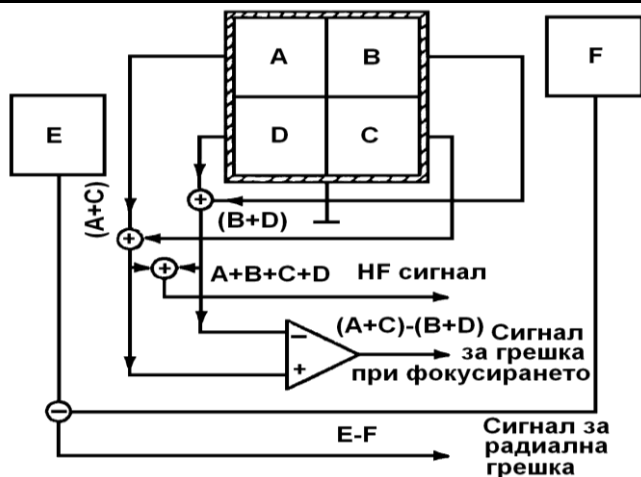 A
B
F
E
D
C
+
(B+D)
(A+C)
+
+
A+B+C+D
HF сигнал
(A+C)-(B+D)
−
+
Сигнал
за грешка
при фокусирането
−
E-F
Сигнал за
радиална
грешка